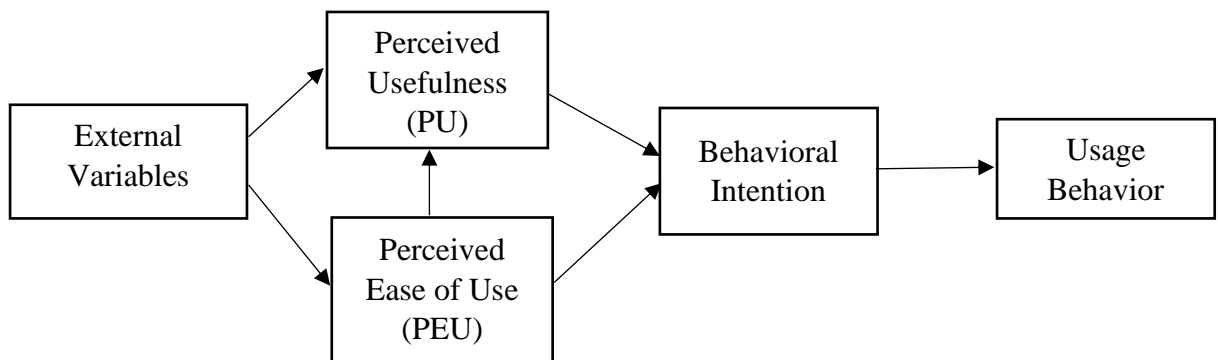 External
Variables
Perceived
Usefulness
(PU)
Perceived
Ease of Use
(PEU)
Behavioral
Intention
Usage
Behavior